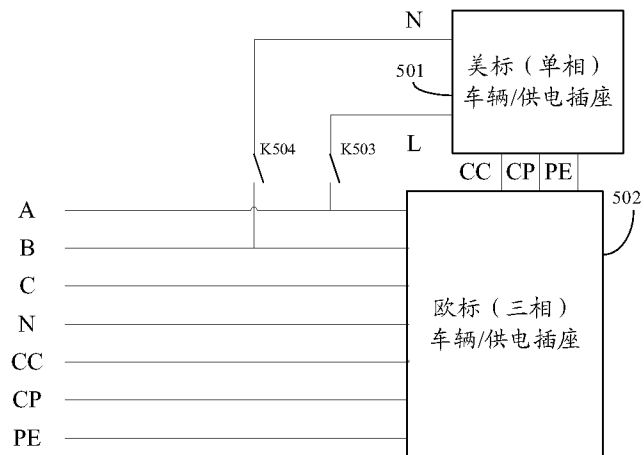 N
美标（单相）
车辆/供电插座
501
K504
K503
L
CC CP PE
A
B
C
N
CC
CP
PE
502
欧标（三相）
车辆/供电插座